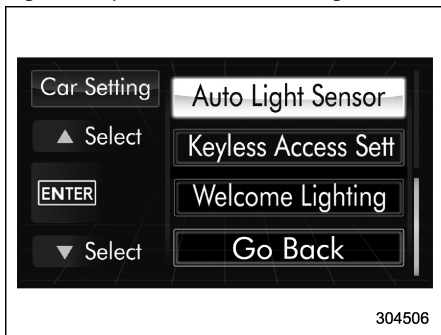 Car Setting
Auto Light Sensor
▲ Select
Keyless Access Sett
ENTER
Welcome Lighting
▼ Select
Go Back
304506